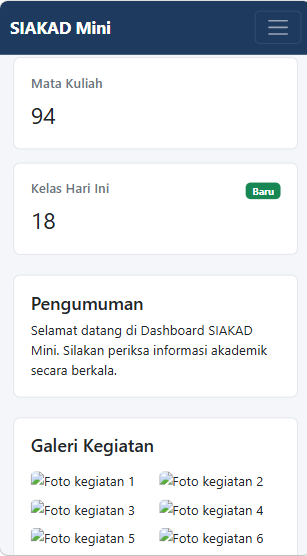 SIAKAD Mini
Mata Kuliah
94
Kelas Hari Ini
Baru
18
Pengumuman
Selamat datang di Dashboard SIAKAD
Mini. Silakan periksa informasi akademik
secara berkala.
Galeri Kegiatan
Foto kegiatan 1 Foto kegiatan 2
Foto kegiatan 3 Foto kegiatan 4
Foto kegiatan 5 Foto kegiatan 6